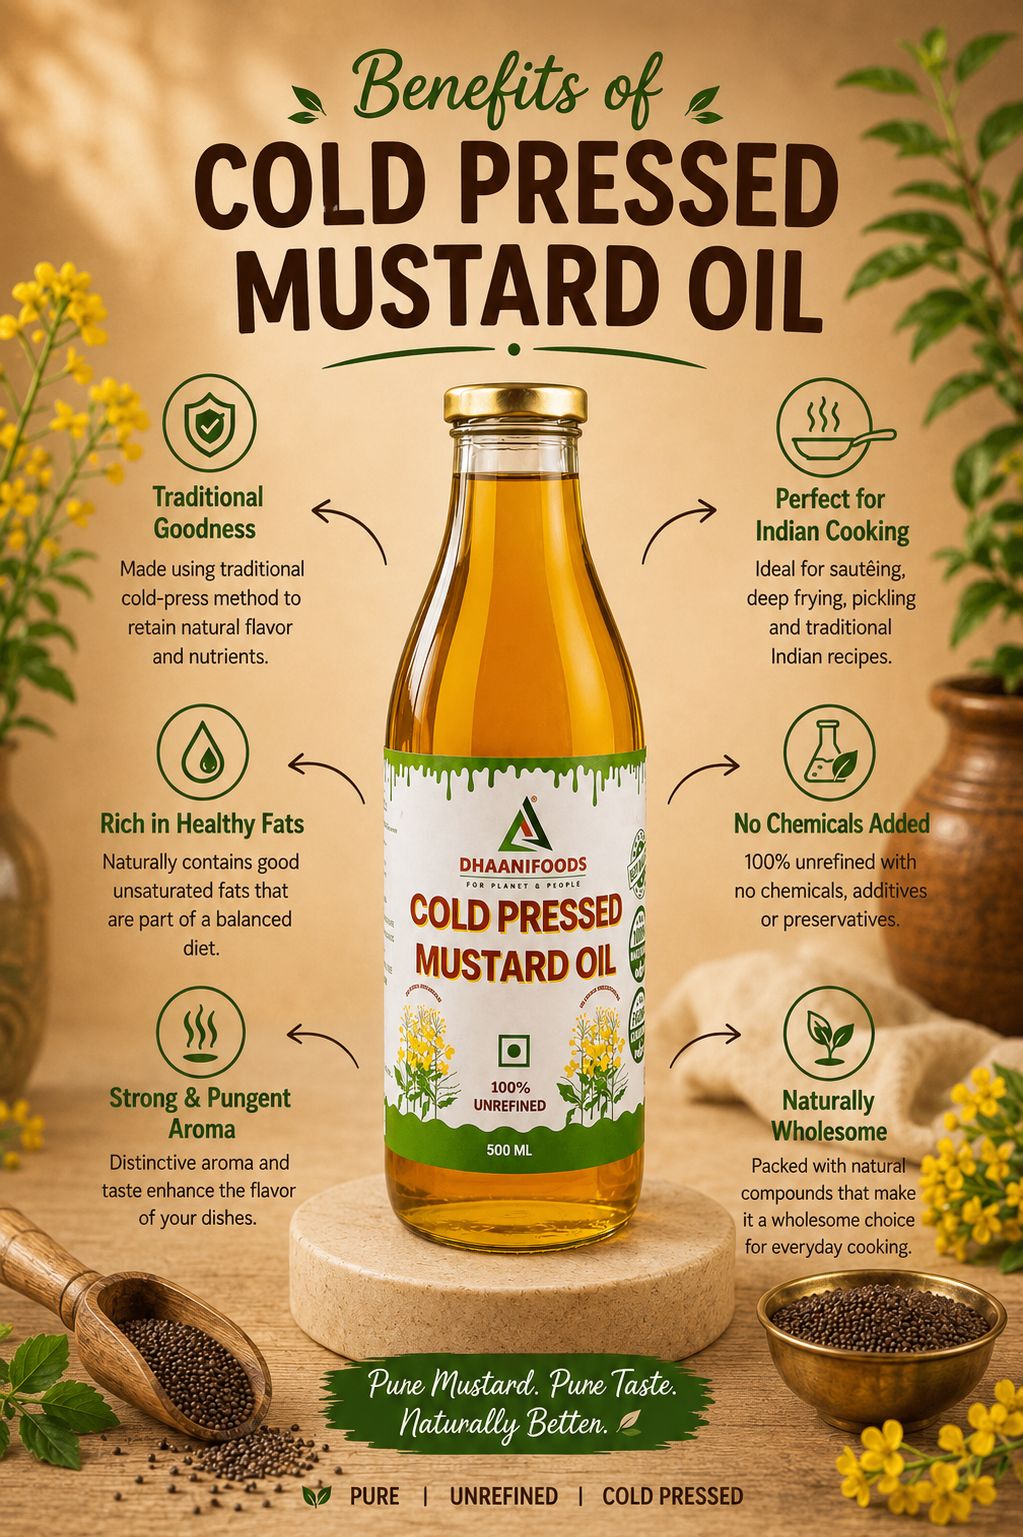 Benefits of
COLD PRESSED
MUSTARD OIL
Traditional
Goodness
Made using traditional
cold-press method to
retain natural flavor
and nutrients.
Perfect for
Indian Cooking
Ideal for sautêing,
deep frying, pickling
and traditional
Indian recipes.
Rich in Healthy Fats
Naturally contains good
unsaturated fats that
are part of a balanced
diet.
No Chemicals Added
100% unrefined with
no chemicals, additives
or preservatives.
Strong & Pungent
Aroma
Distinctive aroma and
taste enhance the flavor
of your dishes.
Naturally
Wholesome
Packed with natural
compounds that make
it a wholesome choice
for everyday cooking.
®
DHAANIFOODS
FOR PLANET & PEOPLE
COLD PRESSED
MUSTARD OIL
100%
UNREFINED
500 ML
Pune Mustard. Pune Taste.
Naturally Betten.
PURE | UNREFINED | COLD PRESSED